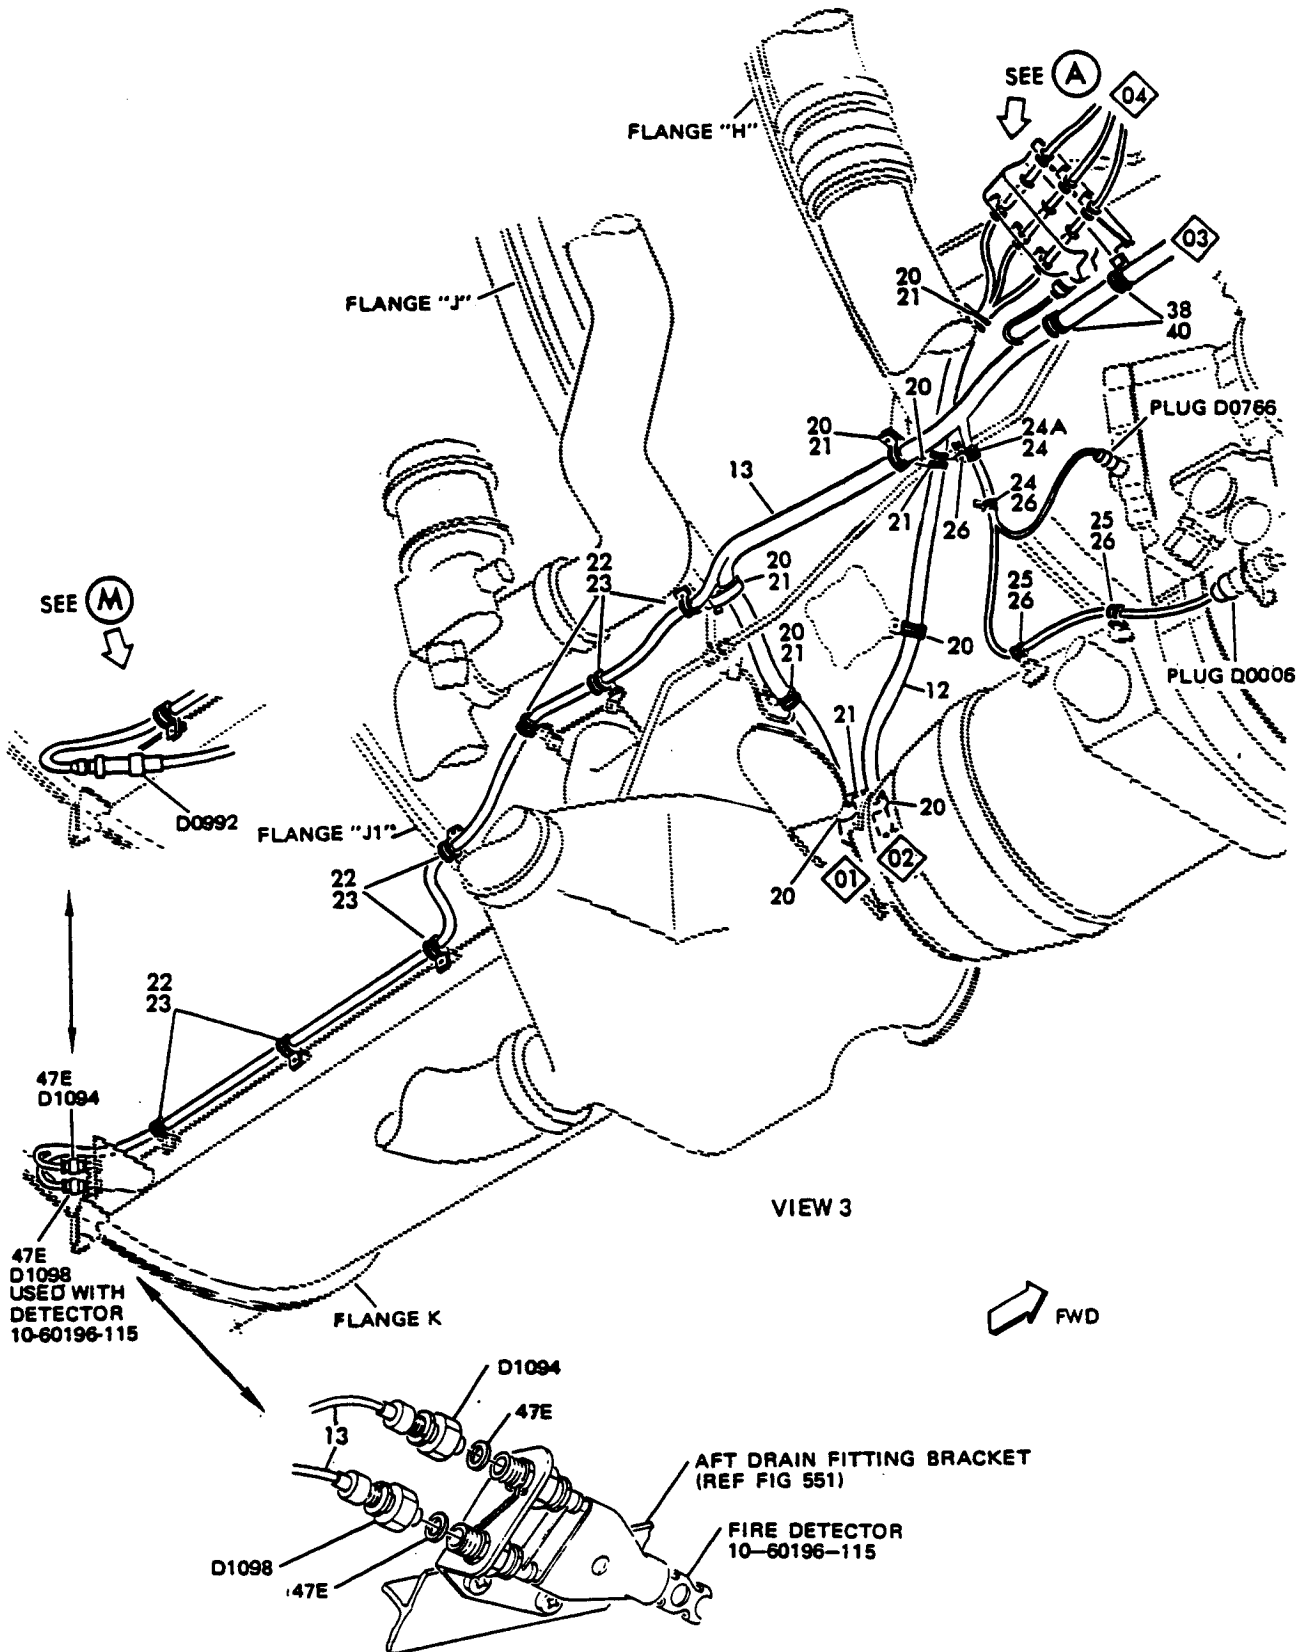 SEE A
04
FLANGE "H"
03
20
21
FLANGE "J"
38
40
20
PLUG D0766
20
21
24A
24
13
24
26
21
26
25
26
22
23
20
21
25
26
SEE M
20
21
20
PLUG D0006
12
21
D0992
20
FLANGE "J1"
02
01
20
22
23
22
23
47E
D1094
VIEW 3
47E
D1098
USED WITH
DETECTOR
10-60196-115
FLANGE K
FWD
D1094
47E
13
AFT DRAIN FITTING BRACKET
(REF FIG 551)
FIRE DETECTOR
10-60196-115
D1098
47E